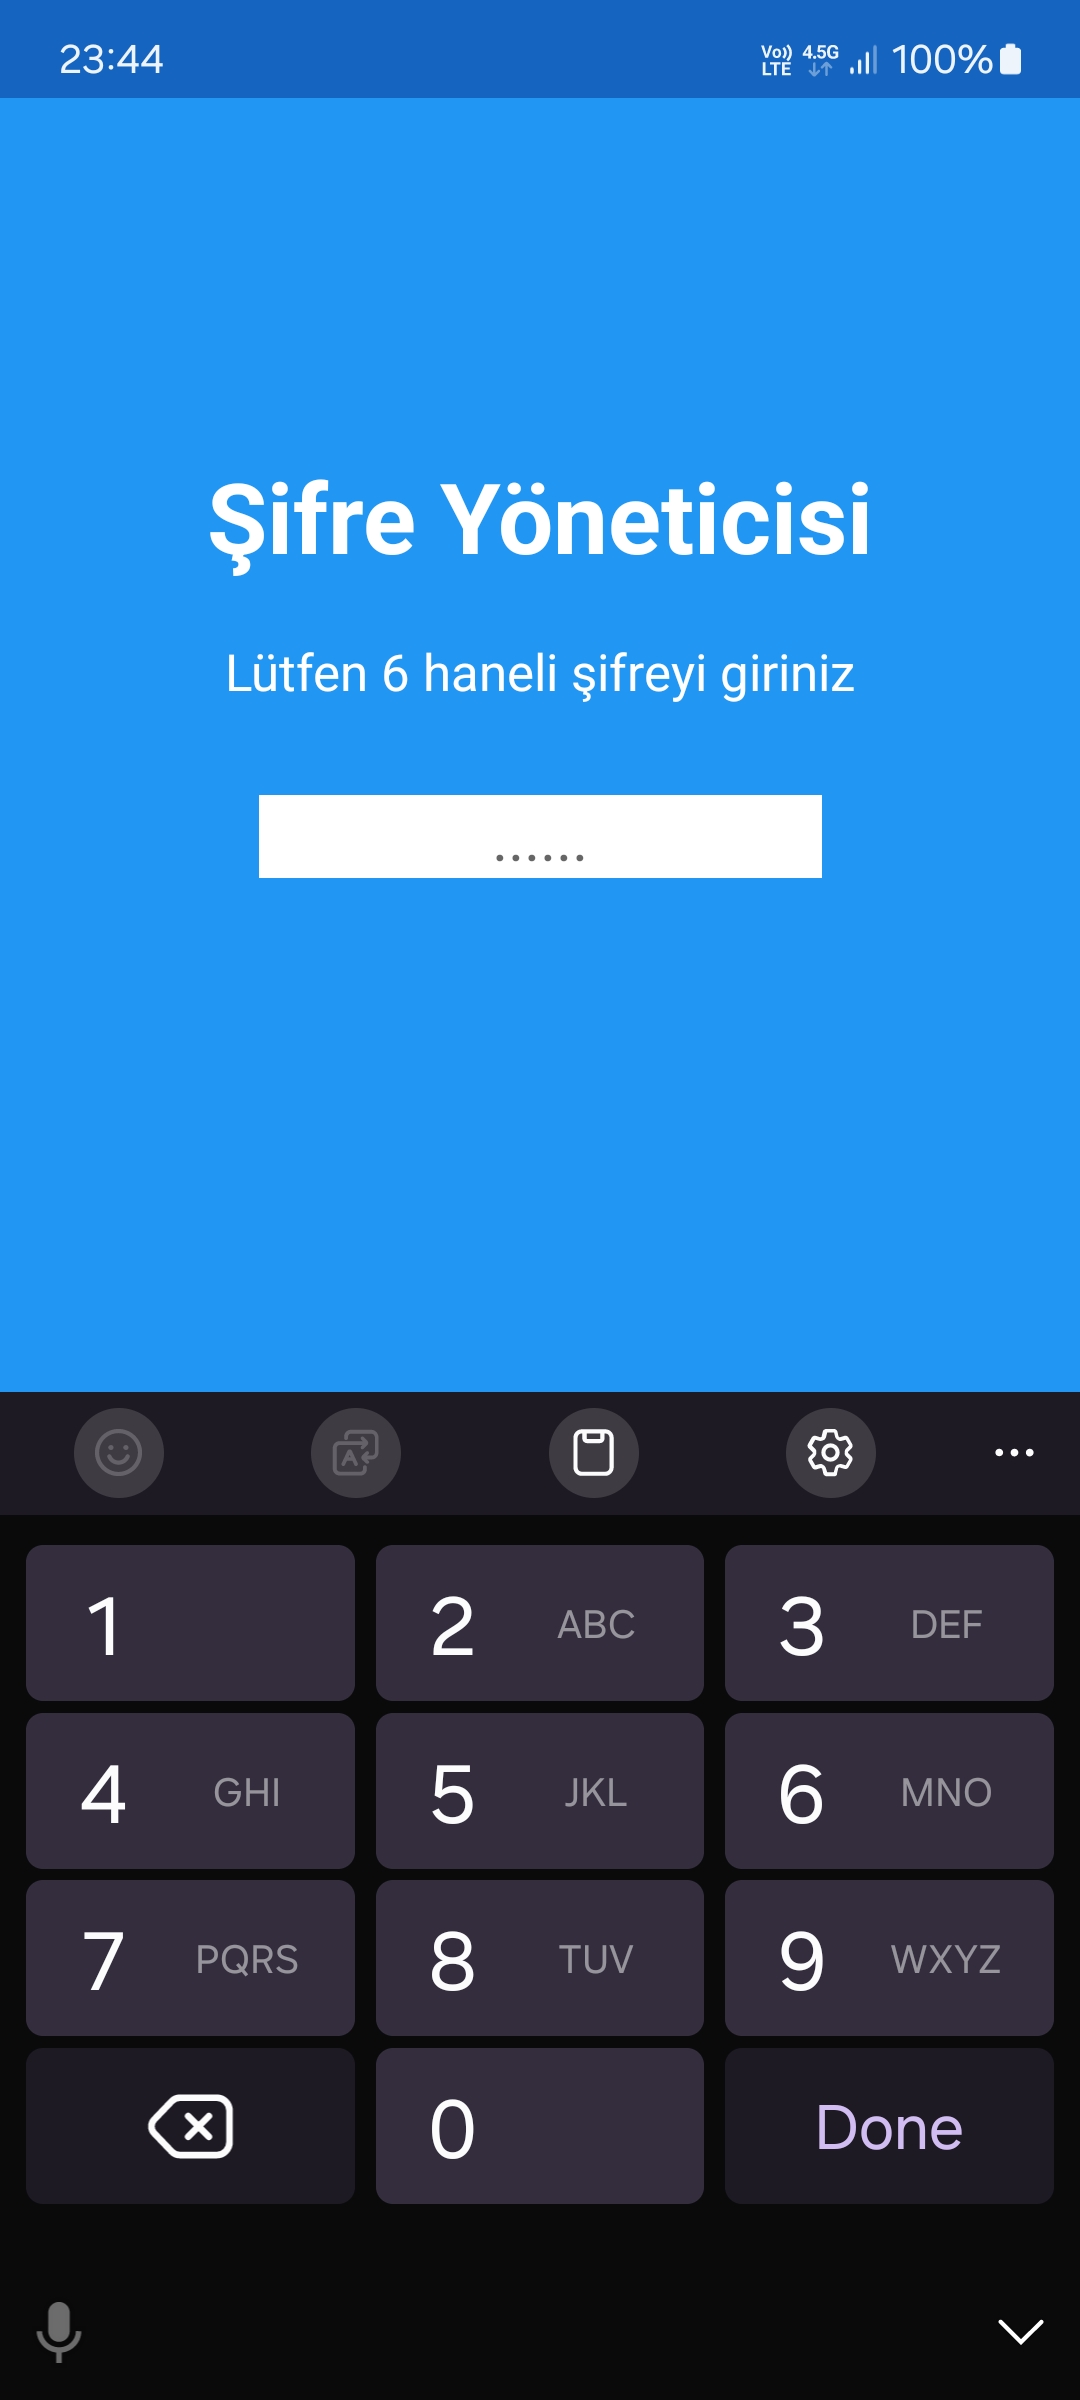 23:44 Vo)) LTE 4.5G 100%
Şifre Yöneticisi
Lütfen 6 haneli şifreyi giriniz
......
1 2 ABC 3 DEF
4 GHI 5 JKL 6 MNO
7 PQRS 8 TUV 9 WXYZ
0 Done